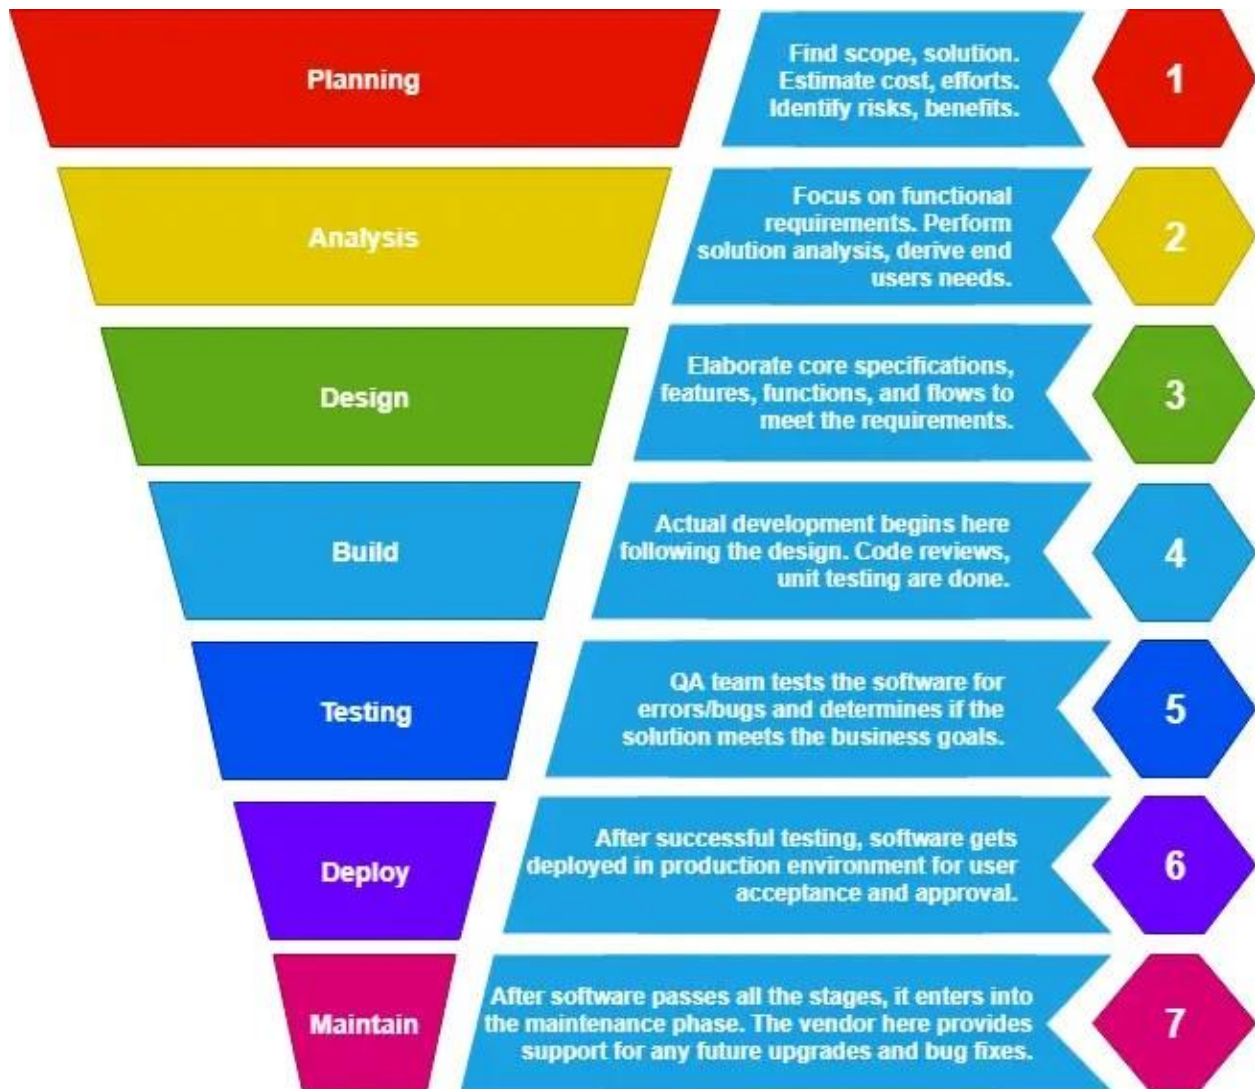 Planning
Find scope, solution.
Estimate cost, efforts.
Identify risks, benefits.
1
Analysis
Focus on functional
requirements. Perform
solution analysis, derive end
users needs.
2
Design
Elaborate core specifications,
features, functions, and flows to
meet the requirements.
3
Build
Actual development begins here
following the design. Code reviews,
unit testing are done.
4
Testing
QA team tests the software for
errors/bugs and determines if the
solution meets the business goals.
5
Deploy
After successful testing, software gets
deployed in production environment for user
acceptance and approval.
6
Maintain
After software passes all the stages, it enters into
the maintenance phase. The vendor here provides
support for any future upgrades and bug fixes.
7